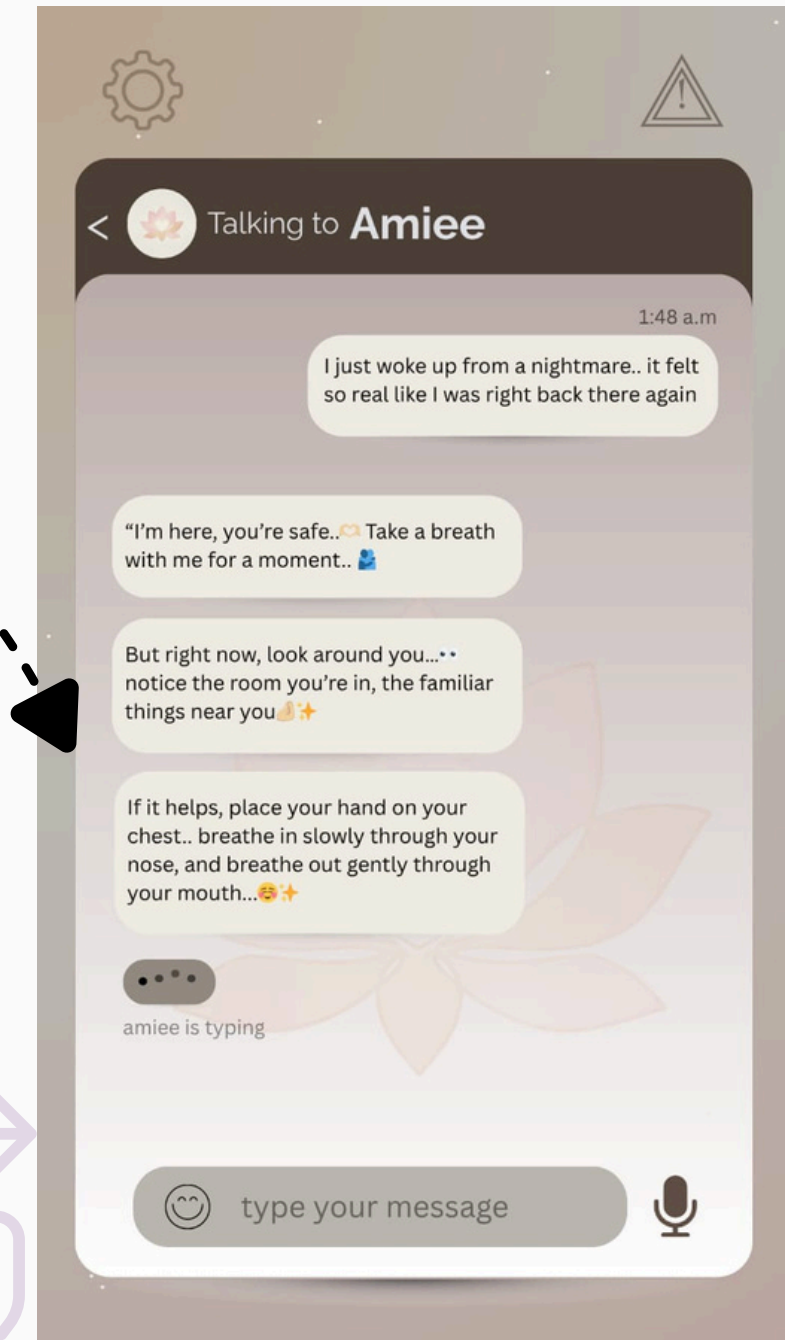 < Talking to Amiee
1:48 a.m
I just woke up from a nightmare.. it felt
so real like I was right back there again
“I’m here, you’re safe..🫶🏻 Take a breath
with me for a moment.. 🫂
But right now, look around you...👀
notice the room you’re in, the familiar
things near you🤌🏻✨
If it helps, place your hand on your
chest.. breathe in slowly through your
nose, and breathe out gently through
your mouth...☺️✨
amiee is typing
type your message